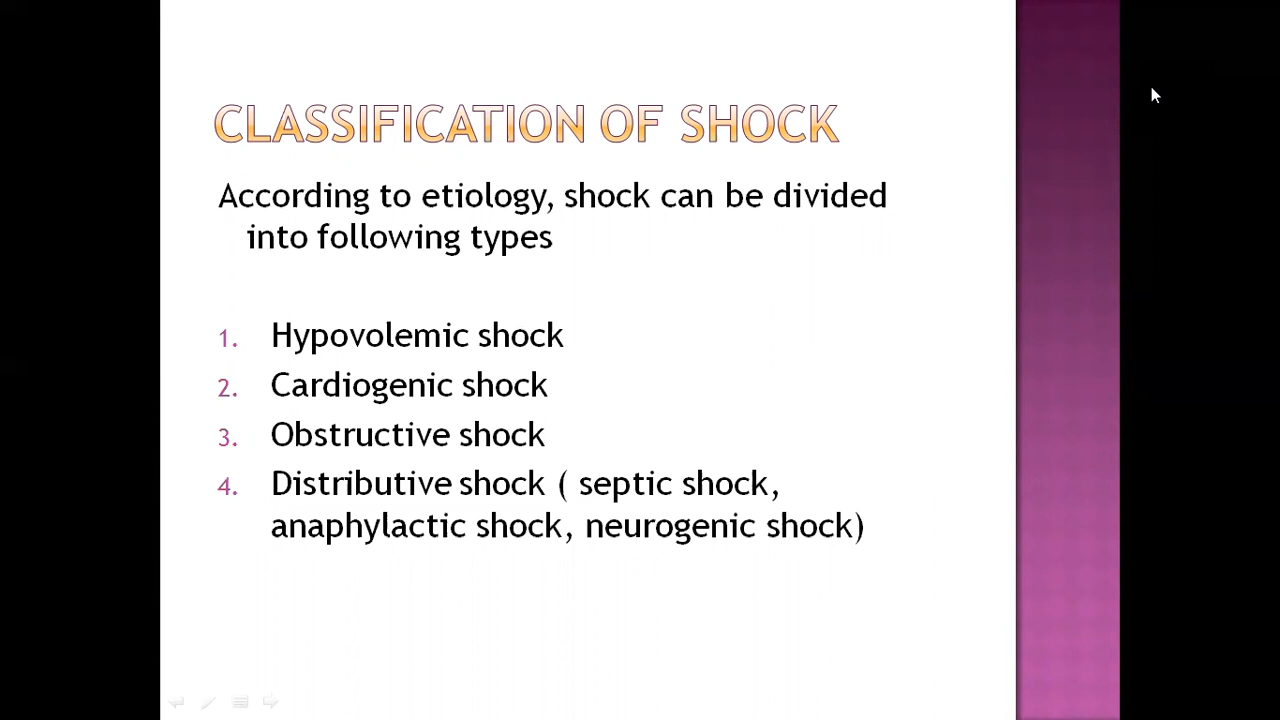 CLASSIFICATION OF SHOCK
According to etiology, shock can be divided
into following types
1. Hypovolemic shock
2. Cardiogenic shock
3. Obstructive shock
4. Distributive shock ( septic shock,
anaphylactic shock, neurogenic shock)